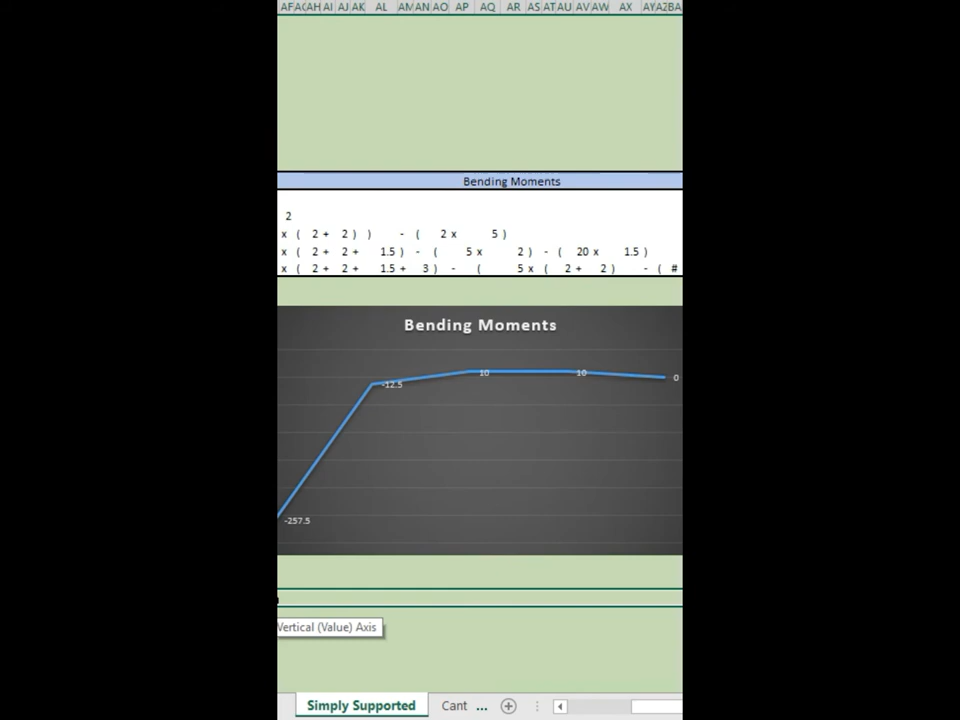 AH AI AJ AK AL AM AN AO AP AQ AR AS AT AU AV AW AX AY AZ BA
Bending Moments
2
x ( 2 + 2 ) ) - ( 2 x 5 )
x ( 2 + 2 + 1.5 ) - ( 5 x 2 ) - ( 20 x 1.5 )
x ( 2 + 2 + 1.5 + 3 ) - ( 5 x ( 2 + 2 ) - ( #
Bending Moments
-12.5 10 10 0
-257.5
Vertical (Value) Axis
Simply Supported Cant ...